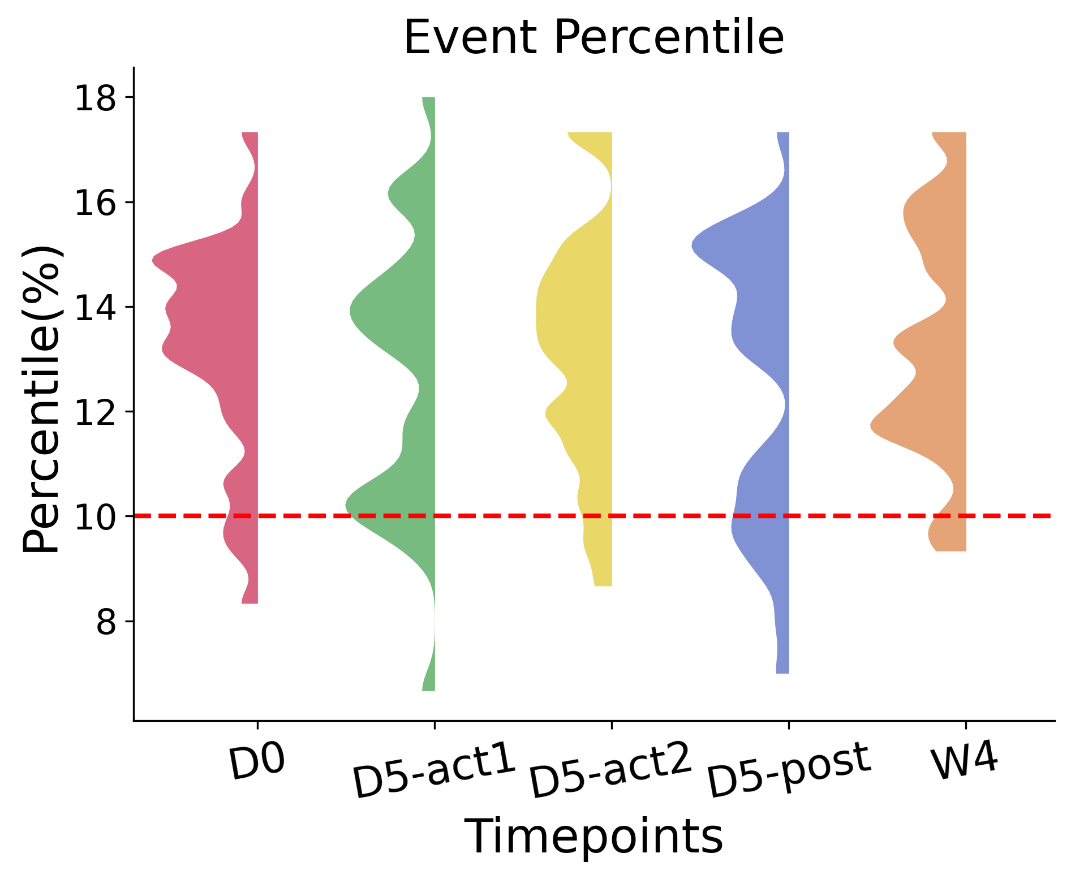 Event Percentile
Percentile(%)
18
16
14
12
10
8
D0
D5-act1
D5-act2
D5-post
W4
Timepoints